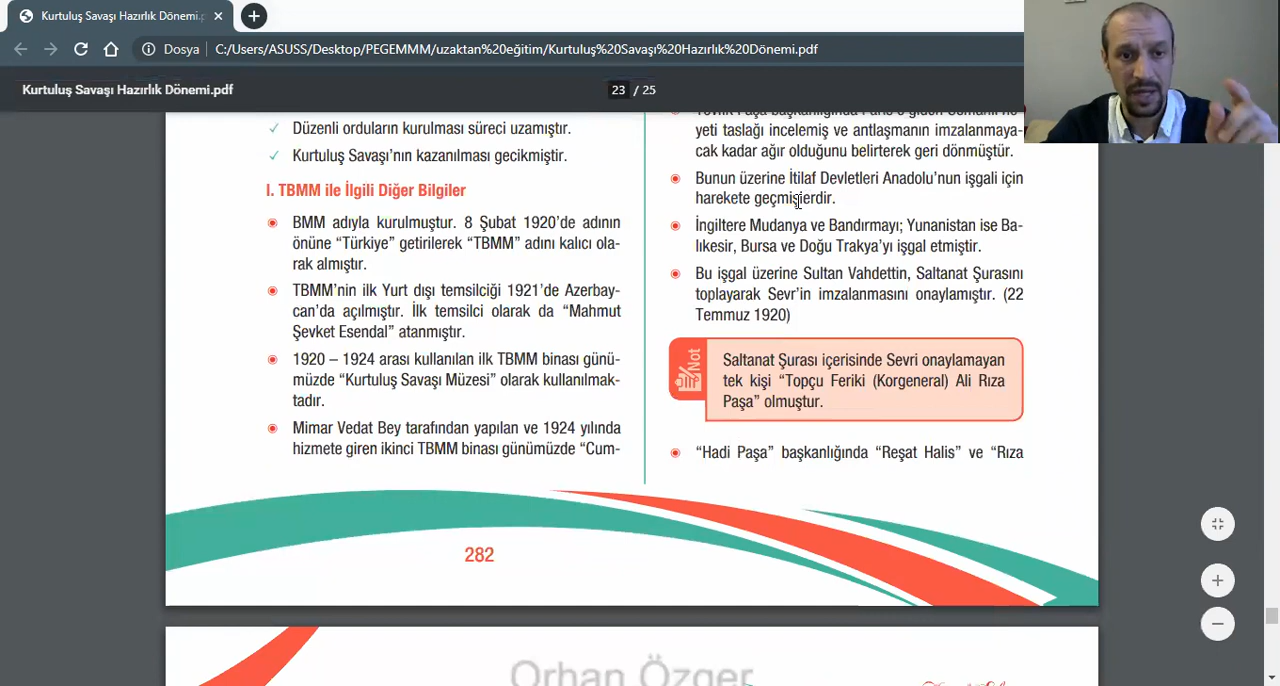 Kurtuluş Savaşı Hazırlık Dönemi.p
Dosya
C:/Users/ASUSS/Desktop/PEGEMMM/uzaktan%20eğitim/Kurtuluş%20Savaşı%20Hazırlık%20Dönemi.pdf
Kurtuluş Savaşı Hazırlık Dönemi.pdf
23 / 25
Düzenli orduların kurulması süreci uzamıştır.
Kurtuluş Savaşı’nın kazanılması gecikmiştir.
I. TBMM ile İlgili Diğer Bilgiler
BMM adıyla kurulmuştur. 8 Şubat 1920’de adının
önüne “Türkiye” getirilerek “TBMM” adını kalıcı ola-
rak almıştır.
TBMM’nin ilk Yurt dışı temsilciği 1921’de Azerbay-
can’da açılmıştır. İlk temsilci olarak da “Mahmut
Şevket Esendal” atanmıştır.
1920 – 1924 arası kullanılan ilk TBMM binası günü-
müzde “Kurtuluş Savaşı Müzesi” olarak kullanılmak-
tadır.
Mimar Vedat Bey tarafından yapılan ve 1924 yılında
hizmete giren ikinci TBMM binası günümüzde “Cum-
Tevfik Paşa başkanlığında Paris’e giden Osmanlı he-
yeti taslağı incelemiş ve antlaşmanın imzalanmaya-
cak kadar ağır olduğunu belirterek geri dönmüştür.
Bunun üzerine İtilaf Devletleri Anadolu’nun işgali için
harekete geçmişlerdir.
İngiltere Mudanya ve Bandırmayı; Yunanistan ise Ba-
lıkesir, Bursa ve Doğu Trakya’yı işgal etmiştir.
Bu işgal üzerine Sultan Vahdettin, Saltanat Şurasını
toplayarak Sevr’in imzalanmasını onaylamıştır. (22
Temmuz 1920)
Not
Saltanat Şurası içerisinde Sevri onaylamayan
tek kişi “Topçu Feriki (Korgeneral) Ali Rıza
Paşa” olmuştur.
“Hadi Paşa” başkanlığında “Reşat Halis” ve “Rıza
282
Orhan Özger